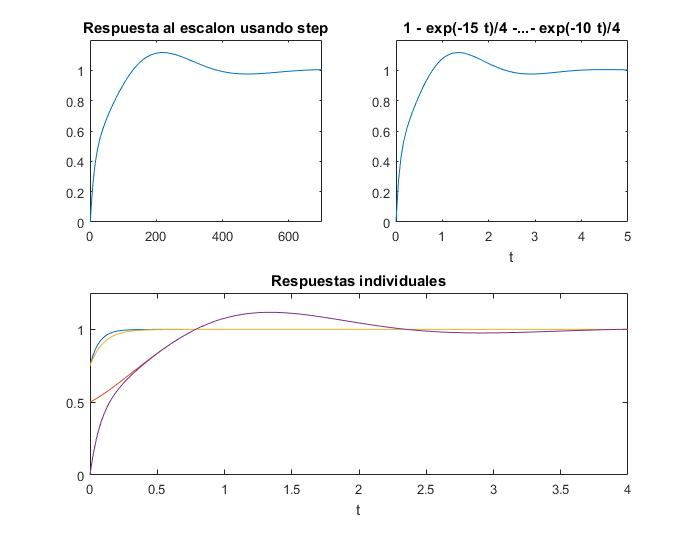 Respuesta al escalon usando step
1
0.8
0.6
0.4
0.2
0
0 200 400 600
1 - exp(-15 t)/4 -...- exp(-10 t)/4
1
0.8
0.6
0.4
0.2
0
0 1 2 3 4 5
t
Respuestas individuales
1
0.5
0
0 0.5 1 1.5 2 2.5 3 3.5 4
t